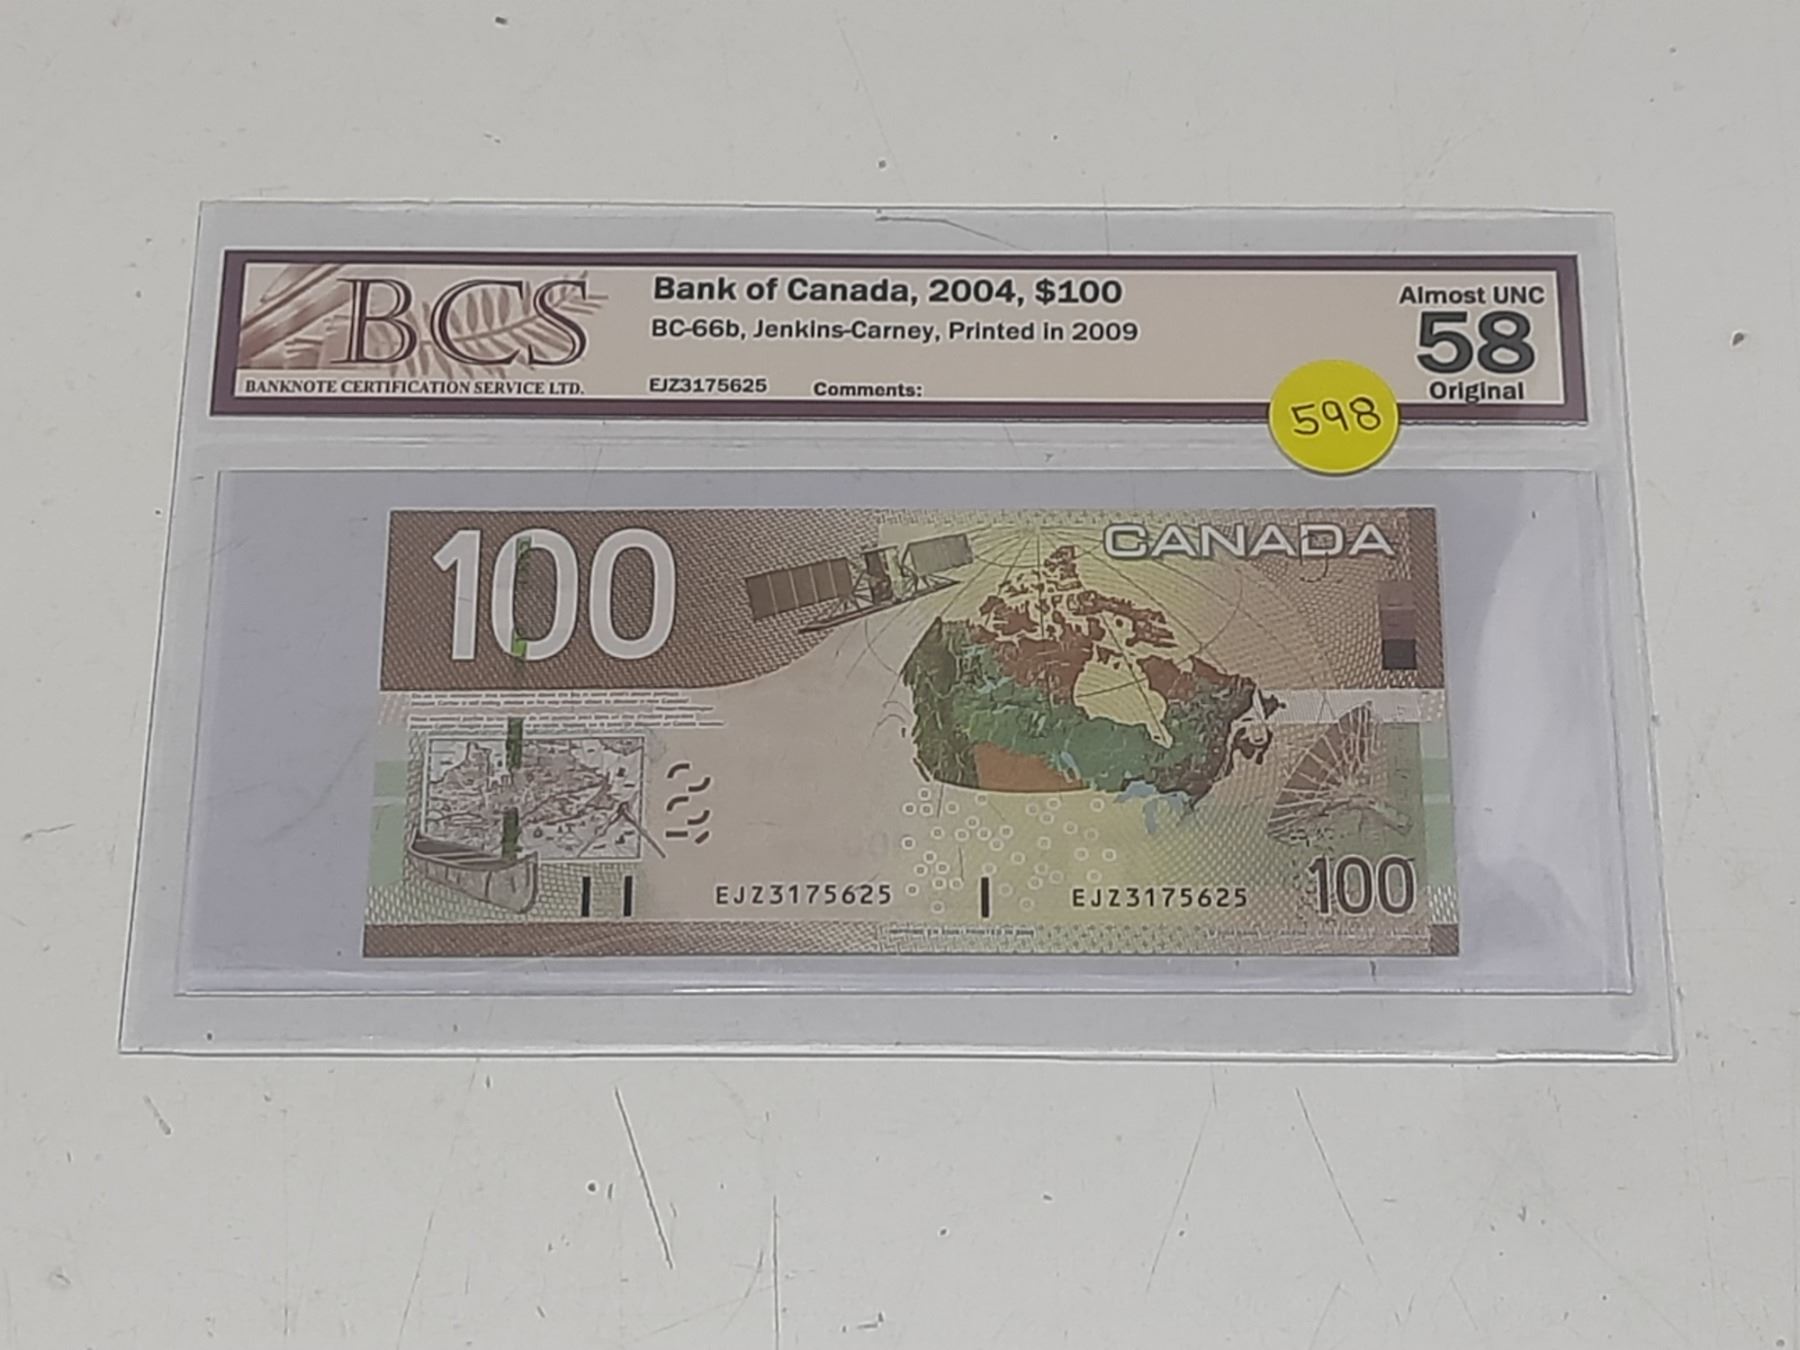 BCS
BANKNOTE CERTIFICATION SERVICE LTD.
Bank of Canada, 2004, $100
BC-66b, Jenkins-Carney, Printed in 2009
EJZ3175625 Comments:
Almost UNC
58
Original
598
100
CANADA
EJZ3175625
EJZ3175625
100